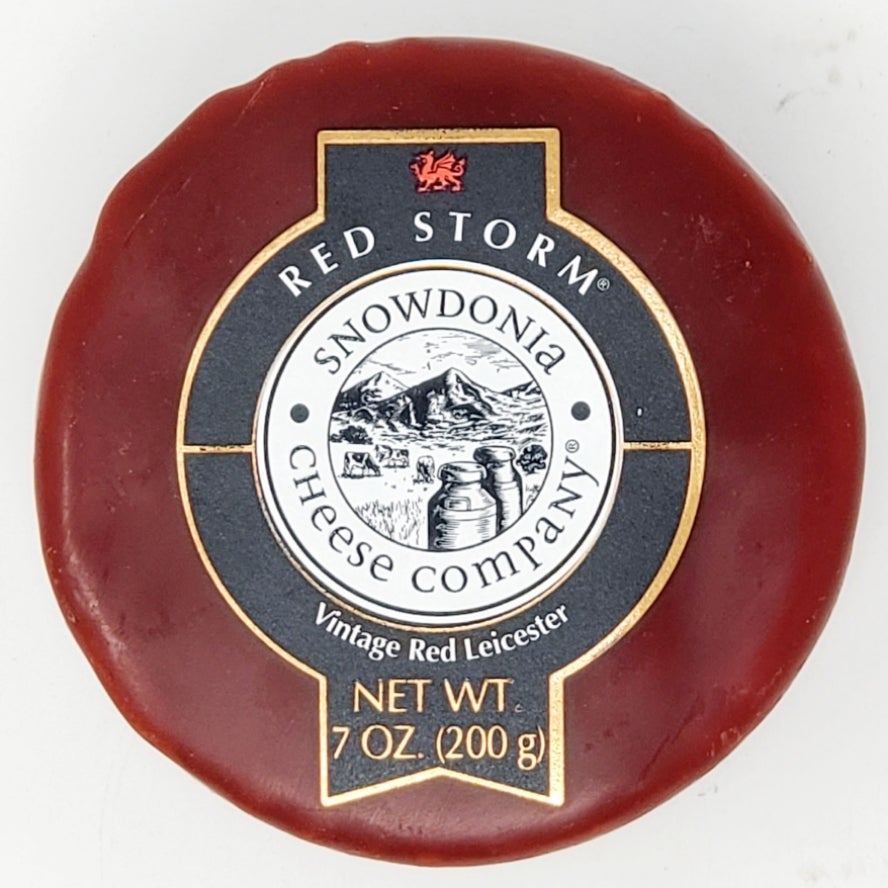 RED STORM®
SNOWDONIa
CHeese company®
Vintage Red Leicester
NET WT.
7 OZ. (200 g)